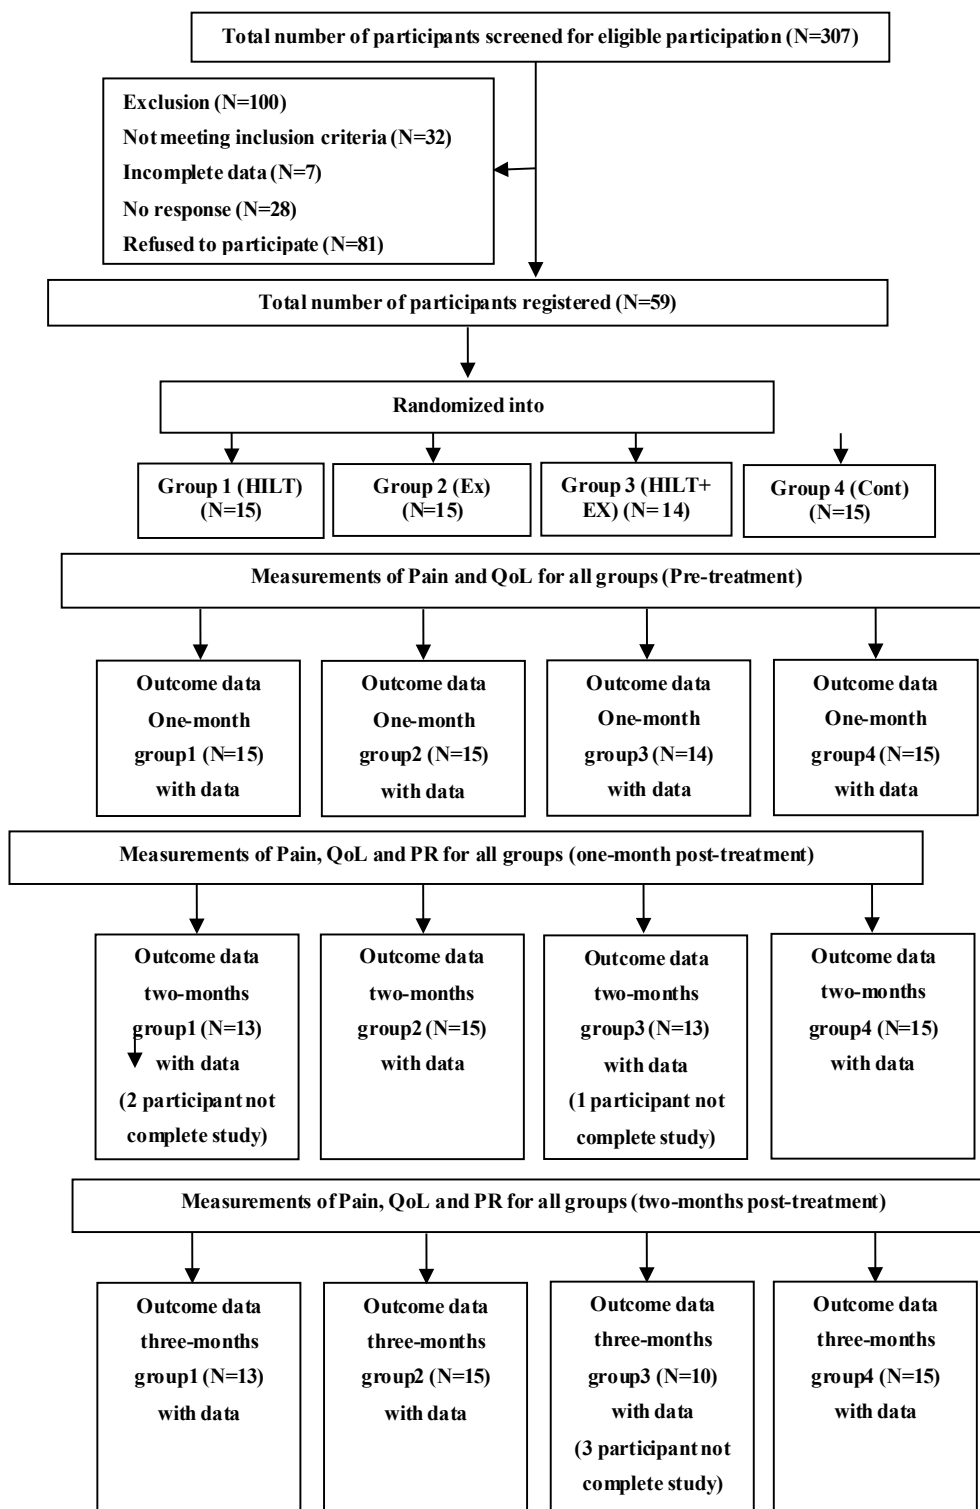 Total number of participants screened for eligible participation (N=307)
Exclusion (N=100)
Not meeting inclusion criteria (N=32)
Incomplete data (N=7)
No response (N=28)
Refused to participate (N=81)
Total number of participants registered (N=59)
Randomized into
Group 1 (HILT)
(N=15)
Group 2 (Ex)
(N=15)
Group 3 (HILT+
EX) (N= 14)
Group 4 (Cont)
(N=15)
Measurements of Pain and QoL for all groups (Pre-treatment)
Outcome data
One-month
group1 (N=15)
with data
Outcome data
One-month
group2 (N=15)
with data
Outcome data
One-month
group3 (N=14)
with data
Outcome data
One-month
group4 (N=15)
with data
Measurements of Pain, QoL and PR for all groups (one-month post-treatment)
Outcome data
two-months
group1 (N=13)
with data
(2 participant not
complete study)
Outcome data
two-months
group2 (N=15)
with data
Outcome data
two-months
group3 (N=13)
with data
(1 participant not
complete study)
Outcome data
two-months
group4 (N=15)
with data
Measurements of Pain, QoL and PR for all groups (two-months post-treatment)
Outcome data
three-months
group1 (N=13)
with data
Outcome data
three-months
group2 (N=15)
with data
Outcome data
three-months
group3 (N=10)
with data
(3 participant not
complete study)
Outcome data
three-months
group4 (N=15)
with data